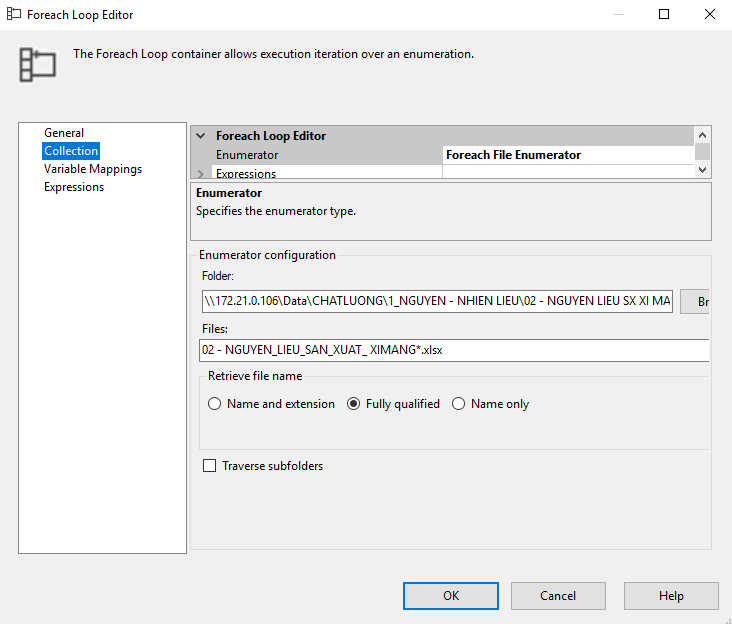 Foreach Loop Editor
The Foreach Loop container allows execution iteration over an enumeration.
General
Collection
Variable Mappings
Expressions
Foreach Loop Editor
Enumerator Foreach File Enumerator
Expressions
Enumerator
Specifies the enumerator type.
Enumerator configuration
Folder:
\\172.21.0.106\Data\CHATLUONG\1_NGUYEN - NHIEN LIEU\02 - NGUYEN LIEU SX XI MA
Br
Files:
02 - NGUYEN_LIEU_SAN_XUAT_ XIMANG*.xlsx
Retrieve file name
Name and extension
Fully qualified
Name only
Traverse subfolders
OK
Cancel
Help